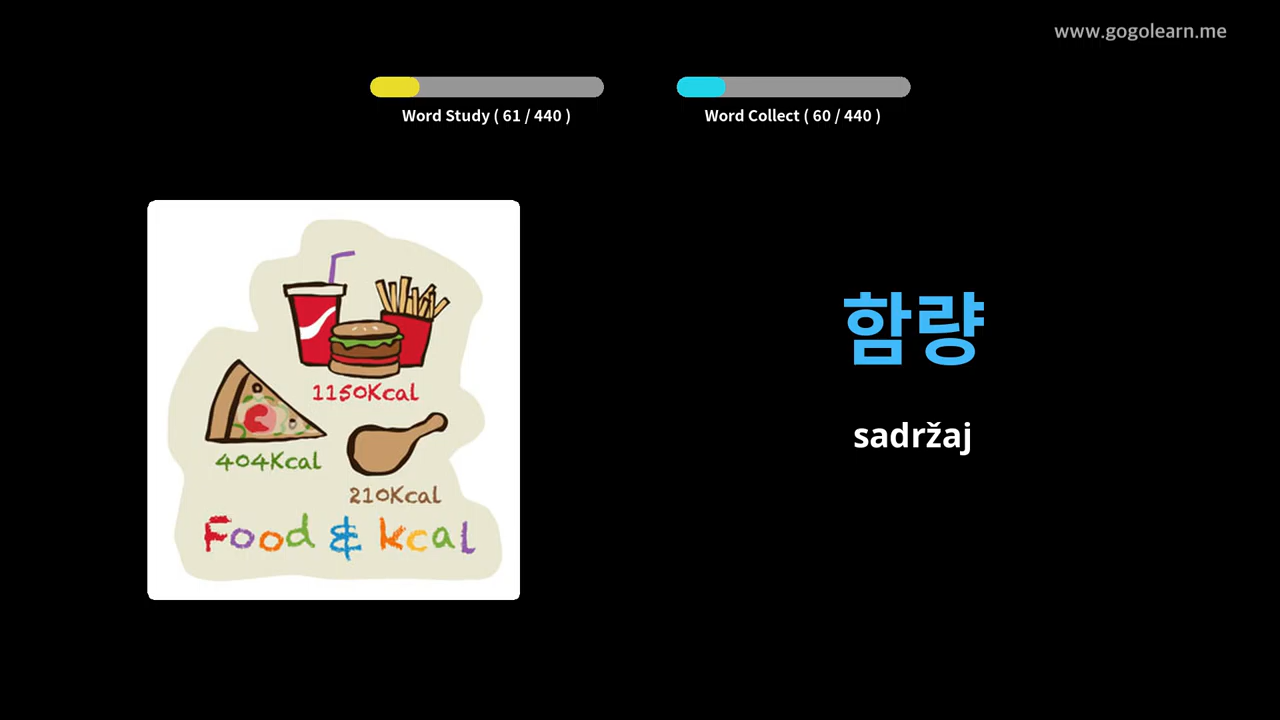 www.gogolearn.me
Word Study ( 61 / 440 )
Word Collect ( 60 / 440 )
1150Kcal
404Kcal
210Kcal
Food & kcal
함량
sadržaj